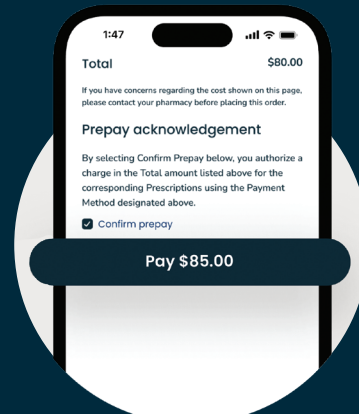 1:47
Total $80.00
If you have concerns regarding the cost shown on this page,
please contact your pharmacy before placing this order.
Prepay acknowledgement
By selecting Confirm Prepay below, you authorize a
charge in the Total amount listed above for the
corresponding Prescriptions using the Payment
Method designated above.
Confirm prepay
Pay $85.00